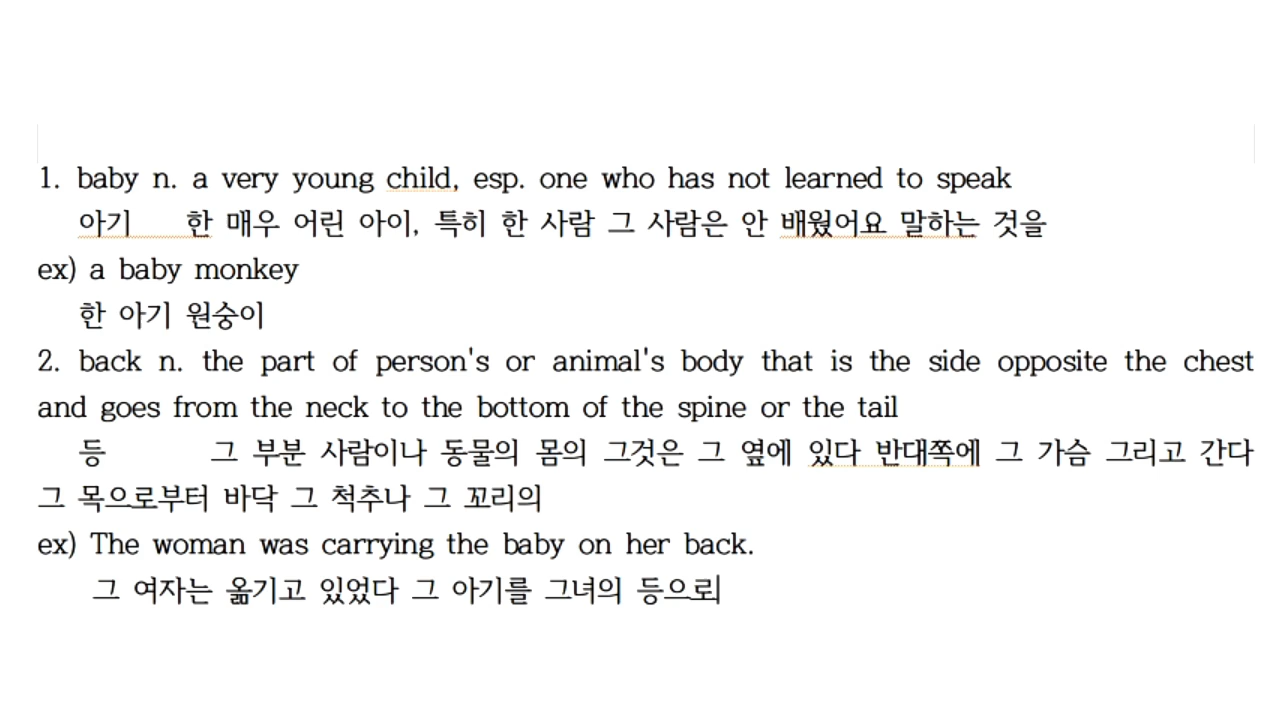 1. baby n. a very young child, esp. one who has not learned to speak
아기 한 매우 어린 아이, 특히 한 사람 그 사람은 안 배웠어요 말하는 것을
ex) a baby monkey
한 아기 원숭이
2. back n. the part of person's or animal's body that is the side opposite the chest
and goes from the neck to the bottom of the spine or the tail
등 그 부분 사람이나 동물의 몸의 그것은 그 옆에 있다 반대쪽에 그 가슴 그리고 간다
그 목으로부터 바닥 그 척추나 그 꼬리의
ex) The woman was carrying the baby on her back.
그 여자는 옮기고 있었다 그 아기를 그녀의 등으로